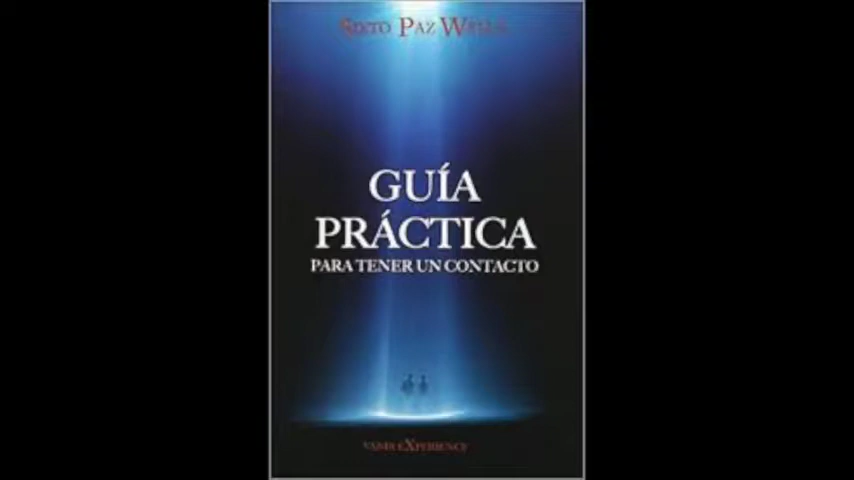 SIXTO PAZ WELLS
GUÍA
PRÁCTICA
PARA TENER UN CONTACTO